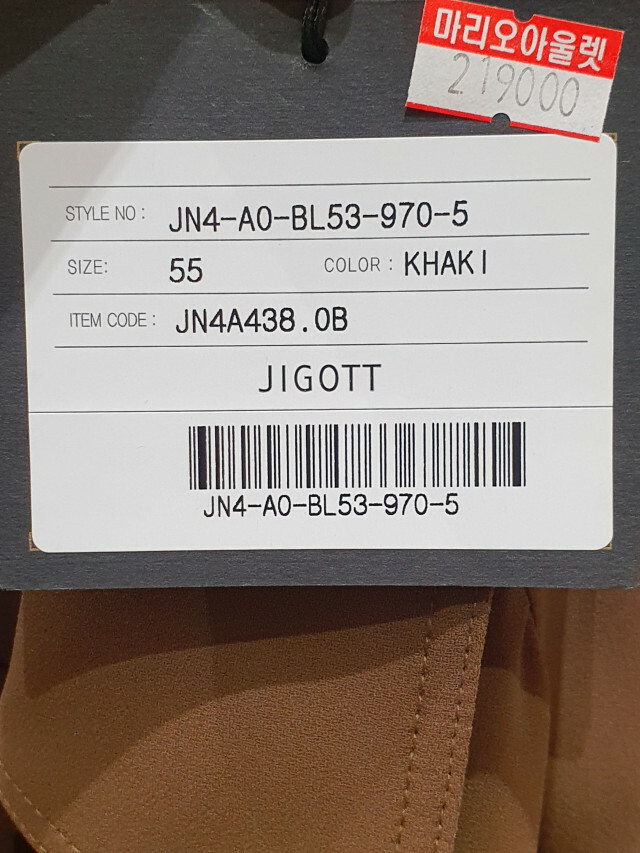 마리오아울렛
219000
STYLE NO : JN4-A0-BL53-970-5
SIZE: 55 COLOR : KHAKI
ITEM CODE : JN4A438.0B
JIGOTT
JN4-A0-BL53-970-5